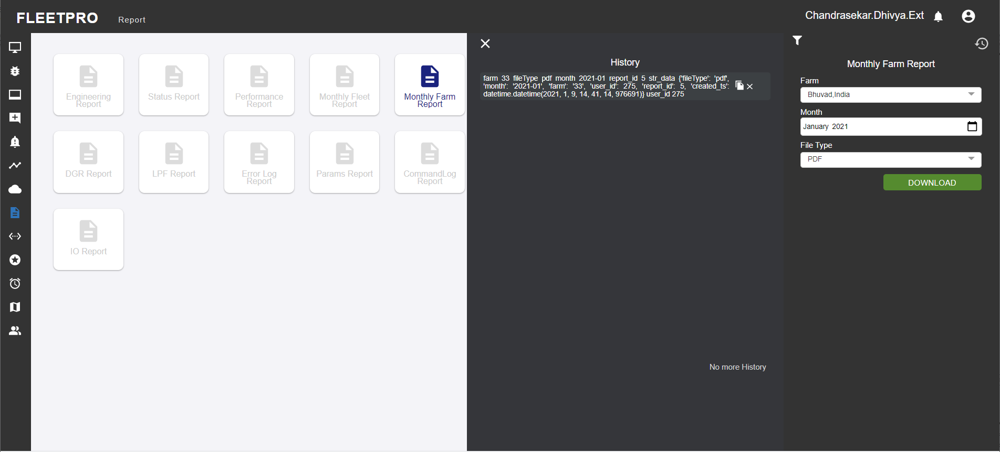 FLEETPRO
Report
Chandrasekar.Dhivya.Ext
Engineering
Report
Status Report
Performance
Report
Monthly Fleet
Report
Monthly Farm
Report
DGR Report
LPF Report
Error Log
Report
Params Report
CommandLog
Report
IO Report
History
farm 33 fileType pdf month 2021-01 report_id 5 str_data {'fileType': 'pdf',
'month': '2021-01', 'farm': '33', 'user_id': 275, 'report_id': 5, 'created_ts':
datetime.datetime(2021, 1, 9, 14, 41, 14, 976691)} user_id 275
No more History
Monthly Farm Report
Farm
Bhuvad,India
Month
January 2021
File Type
PDF
DOWNLOAD